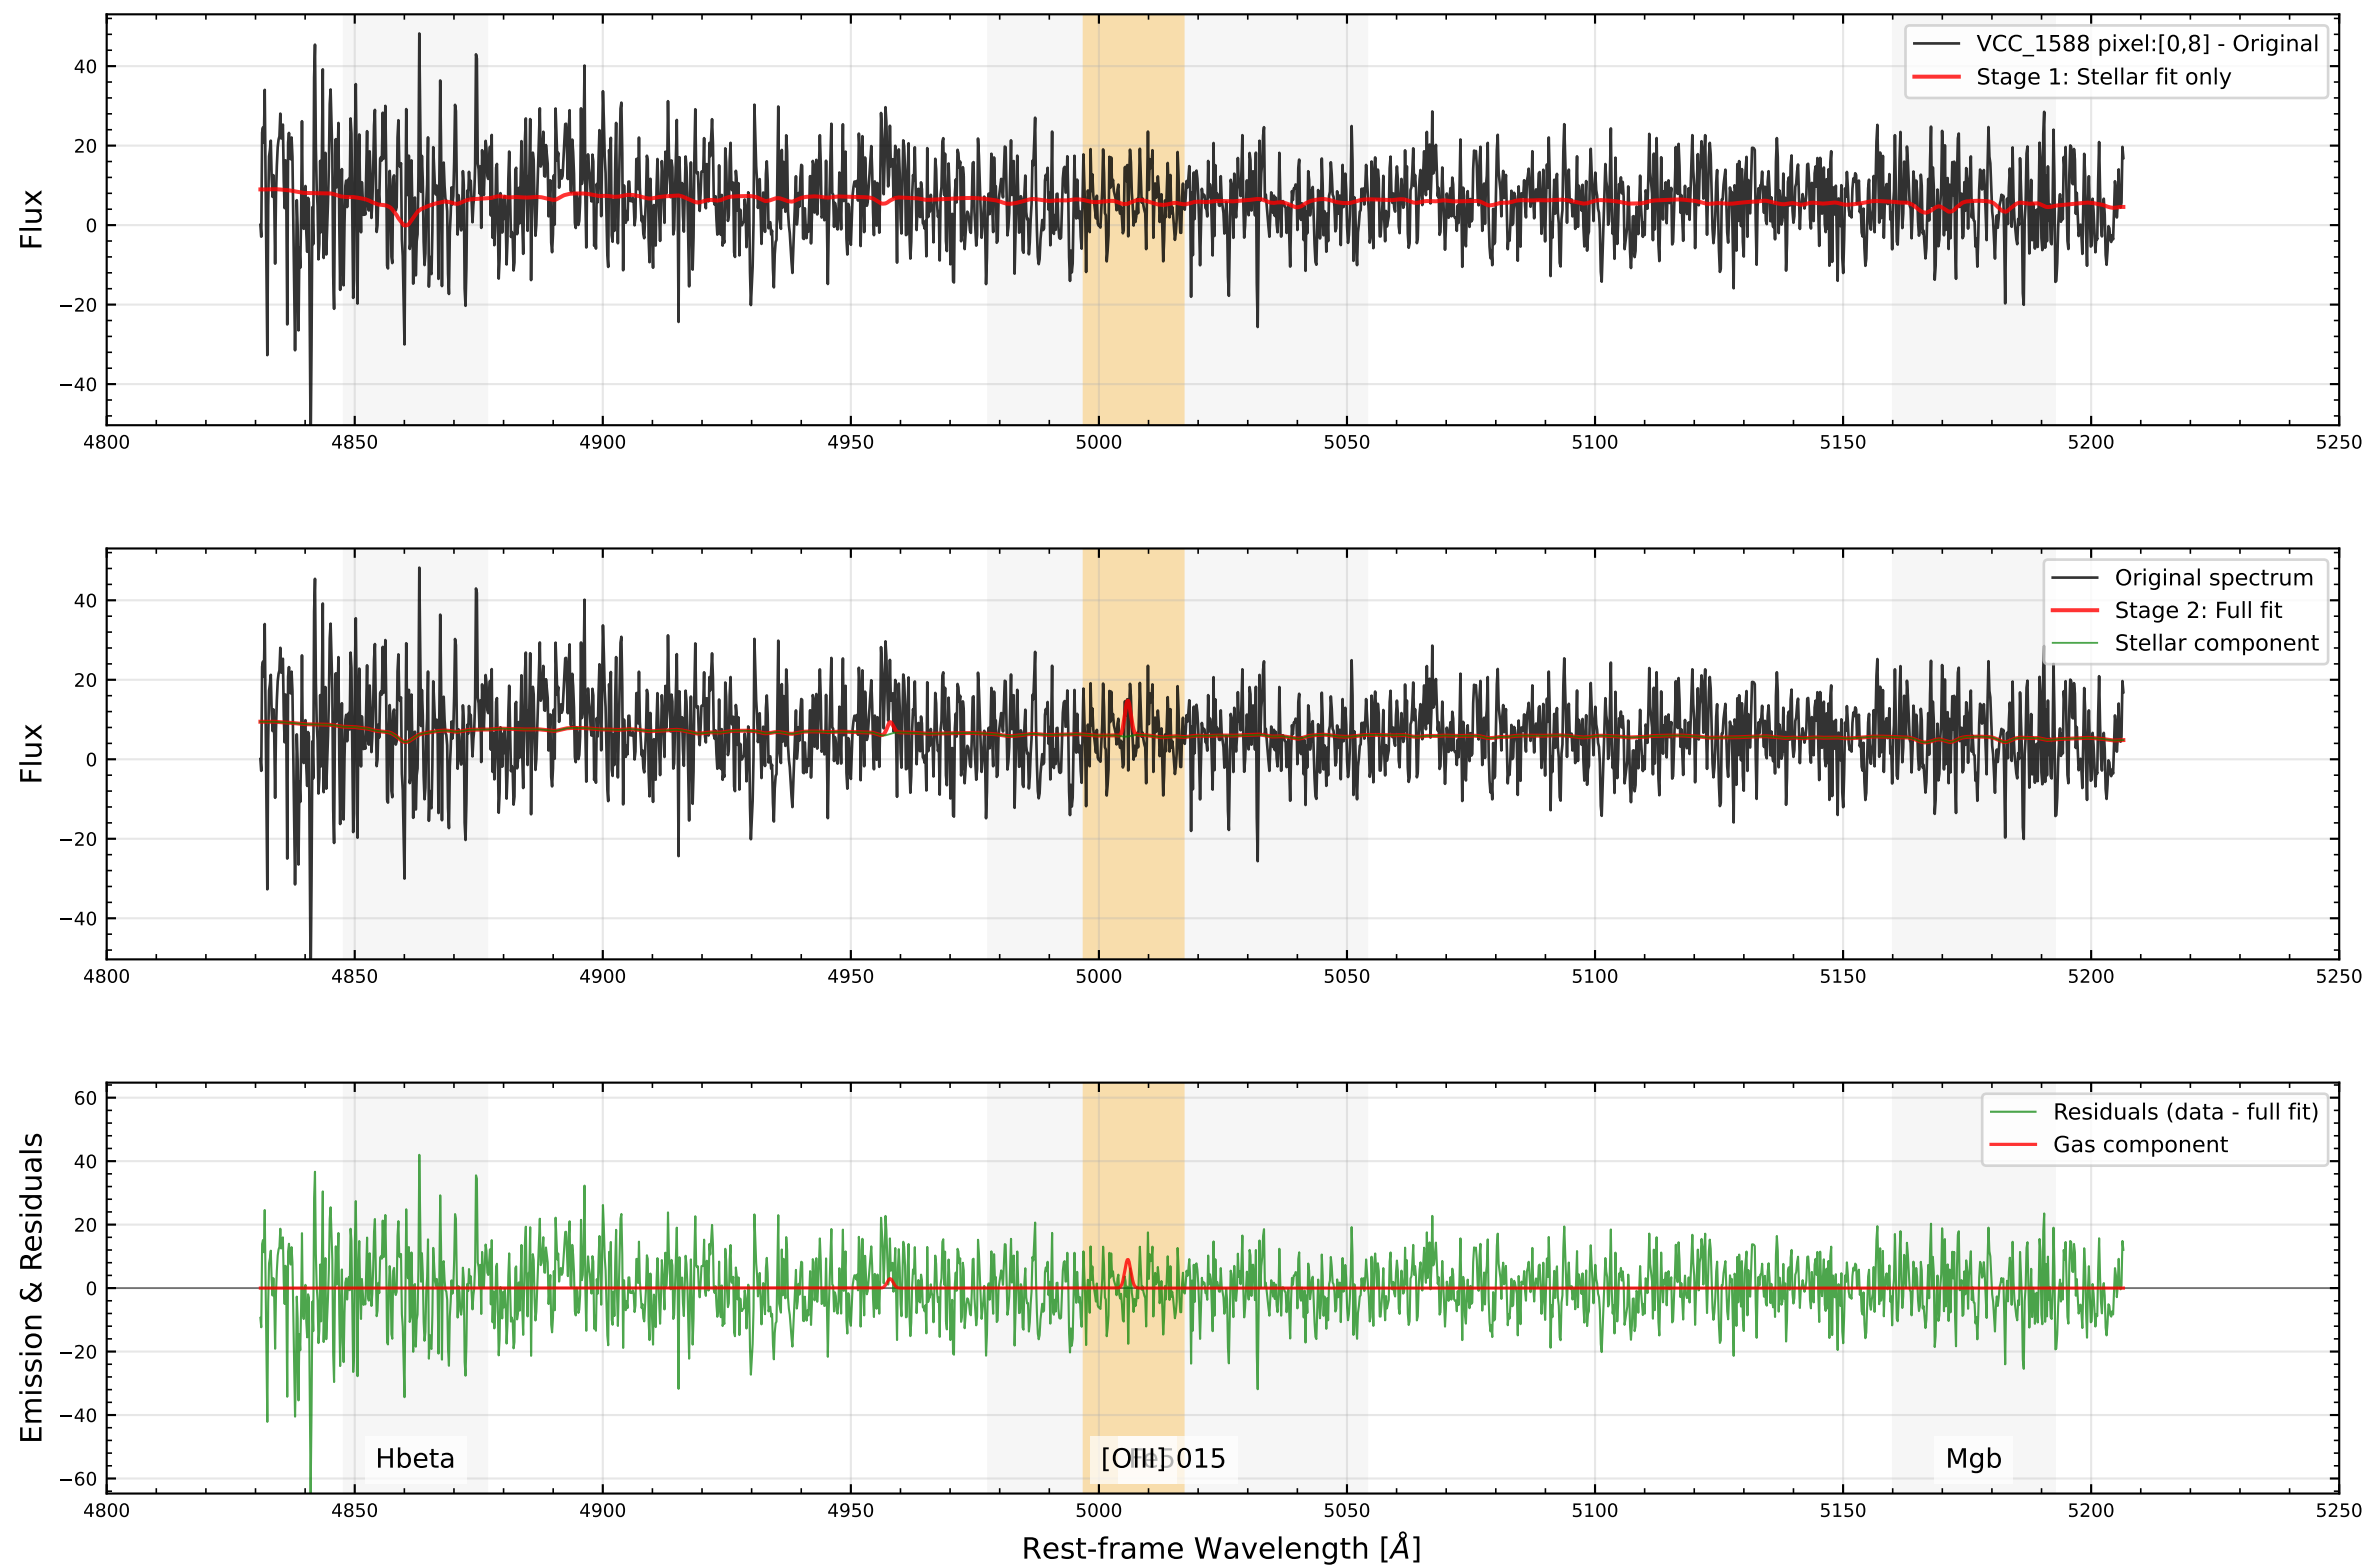 Flux
40
20
0
−20
−40
VCC_1588 pixel:[0,8] - Original
Stage 1: Stellar fit only
4800 4850 4900 4950 5000 5050 5100 5150 5200 5250
Flux
40
20
0
−20
−40
Original spectrum
Stage 2: Full fit
Stellar component
4800 4850 4900 4950 5000 5050 5100 5150 5200 5250
Emission & Residuals
60
40
20
0
−20
−40
−60
Residuals (data - full fit)
Gas component
Hbeta [OIII] 5015 Mgb
4800 4850 4900 4950 5000 5050 5100 5150 5200 5250
Rest-frame Wavelength [Å]